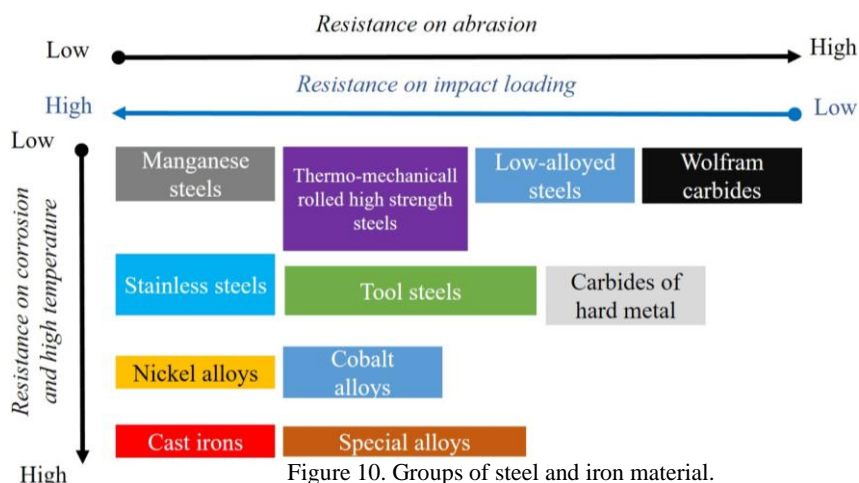 Resistance on abrasion
Low
High
Resistance on impact loading
High
Low
Low
Resistance on corrosion
and high temperature
High
Manganese
steels
Thermo-mechanicall
rolled high strength
steels
Low-alloyed
steels
Wolfram
carbides
Stainless steels
Tool steels
Carbides of
hard metal
Nickel alloys
Cobalt
alloys
Cast irons
Special alloys
Figure 10. Groups of steel and iron material.